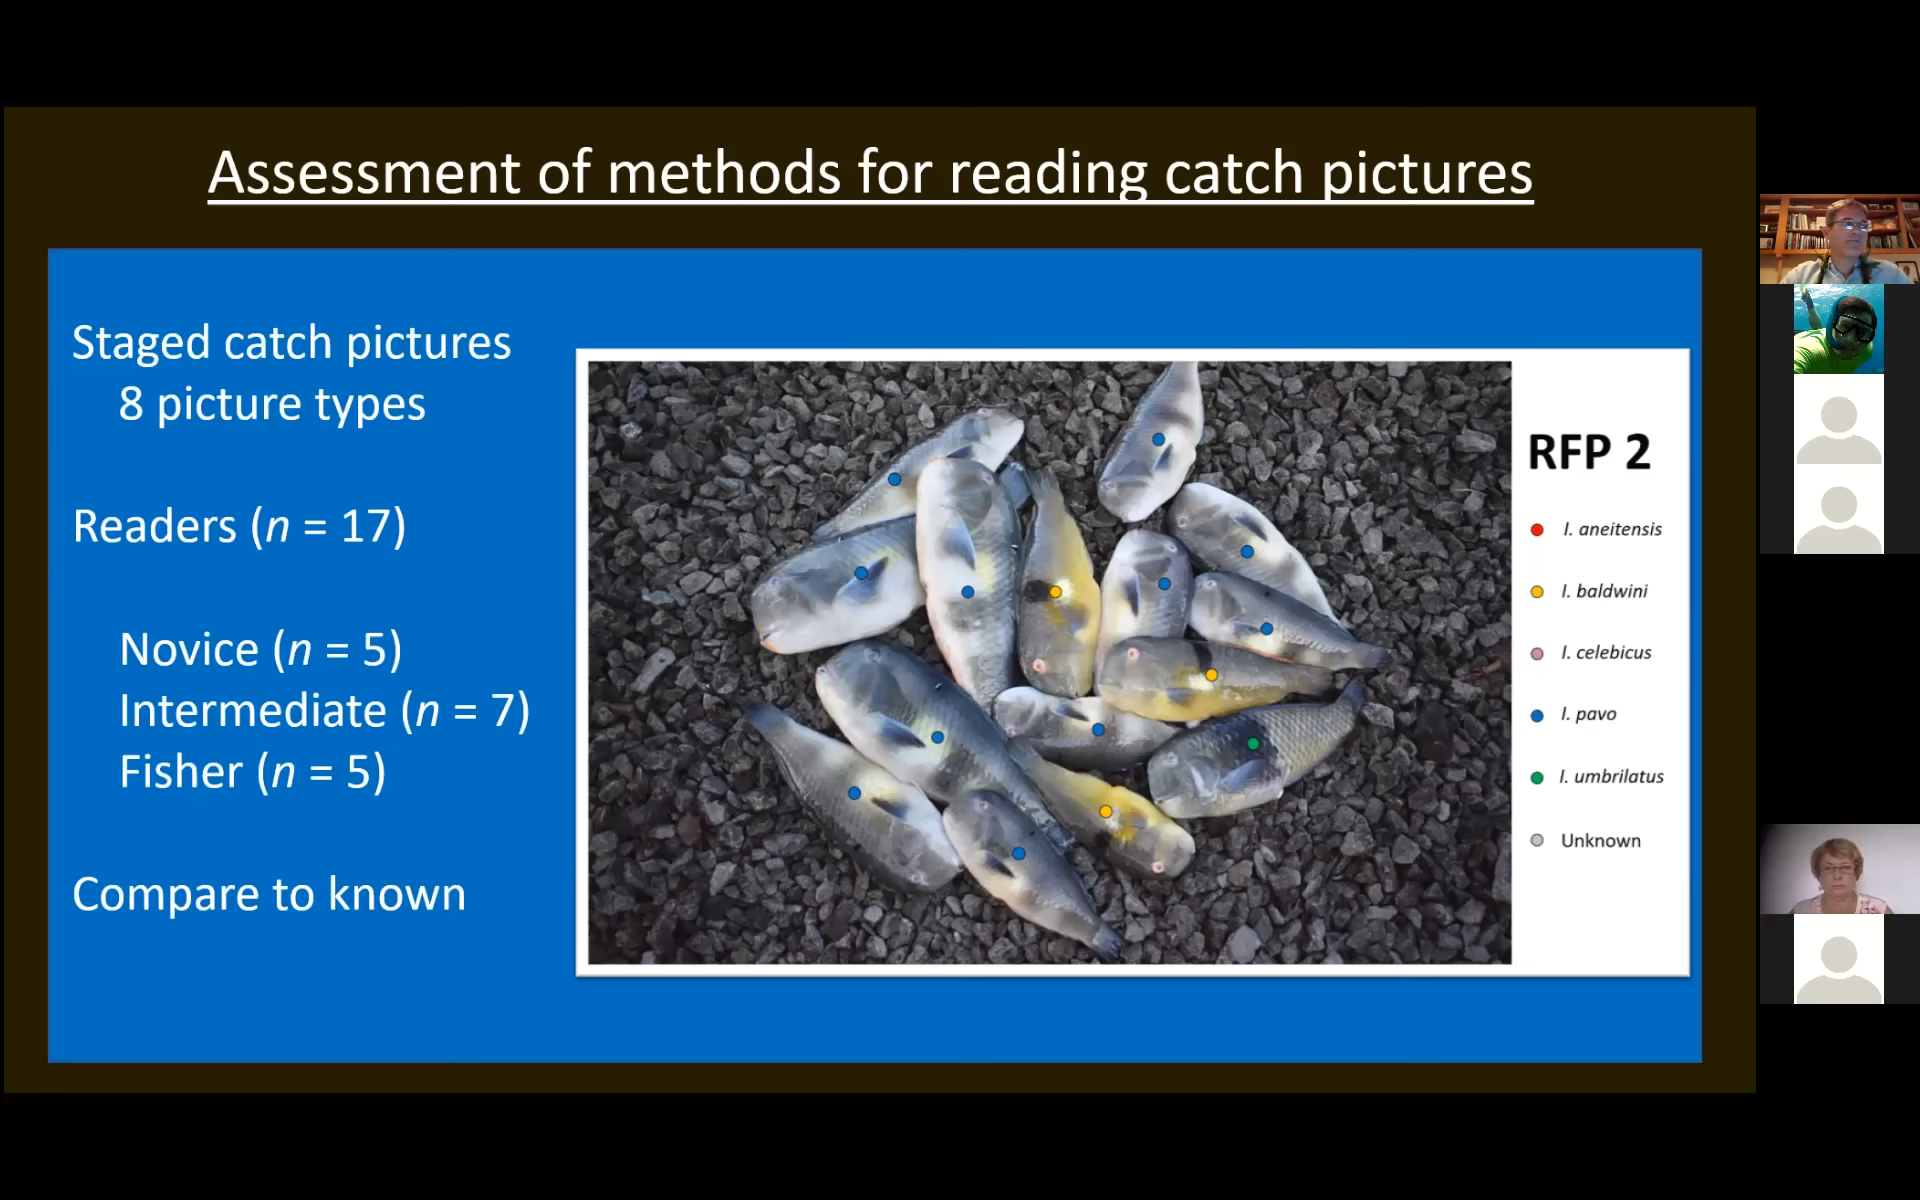 Assessment of methods for reading catch pictures
Staged catch pictures
8 picture types
Readers (n = 17)
Novice (n = 5)
Intermediate (n = 7)
Fisher (n = 5)
Compare to known
RFP 2
I. aneitensis
I. baldwini
I. celebicus
I. pavo
I. umbrilatus
Unknown